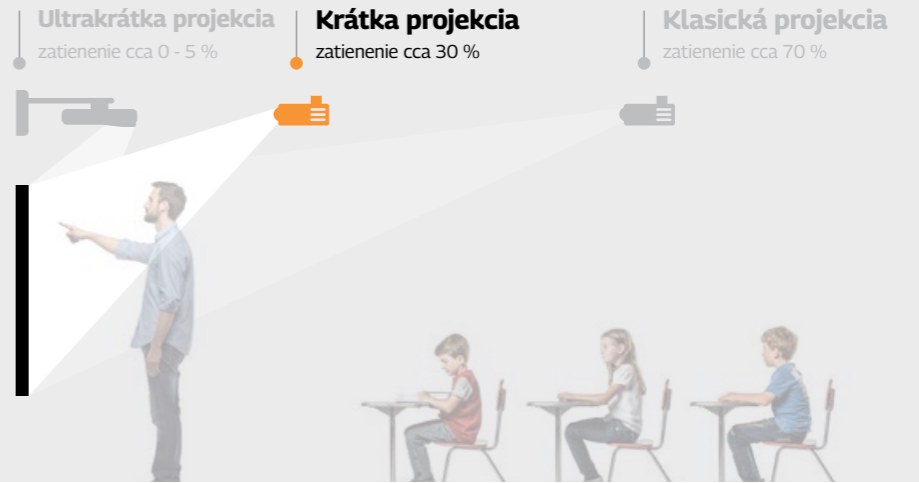 Ultrakrátka projekcia
zatienenie cca 0 - 5 %
Krátka projekcia
zatienenie cca 30 %
Klasická projekcia
zatienenie cca 70 %